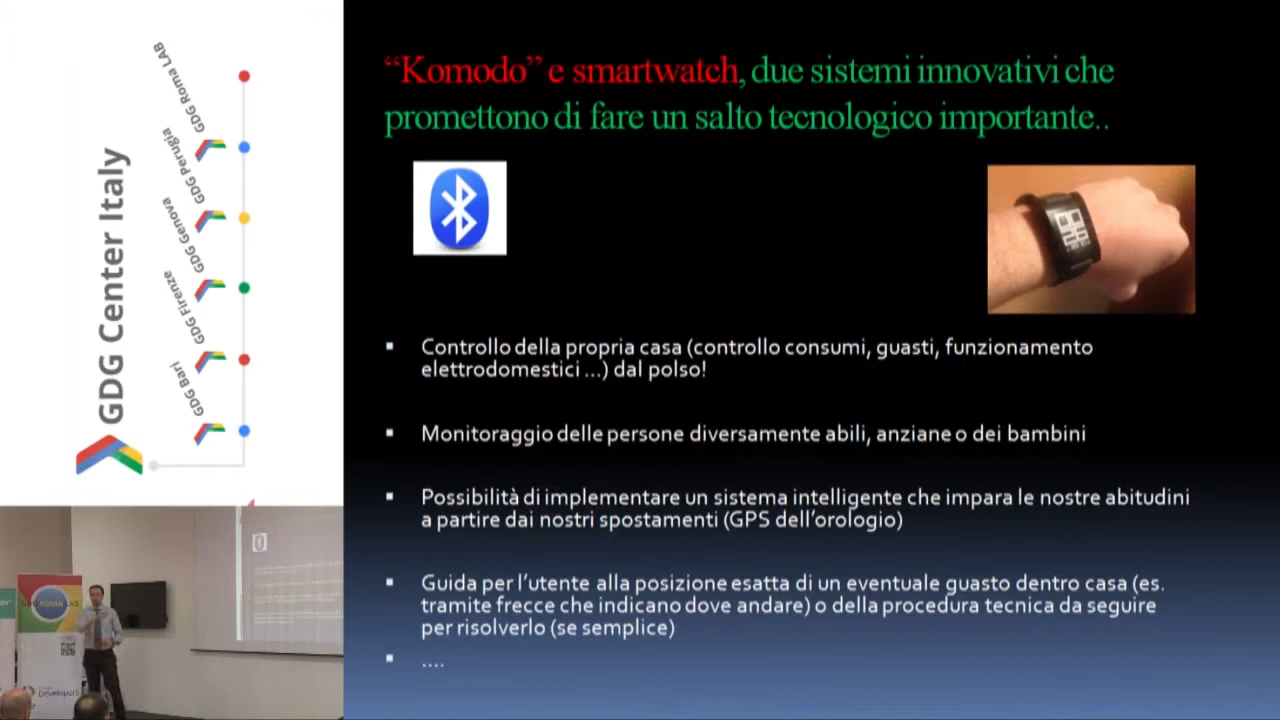 GDG Center Italy
GDG Roma LAB
GDG Perugia
GDG Genova
GDG Firenze
GDG Bari
“Komodo” e smartwatch, due sistemi innovativi che
promettono di fare un salto tecnologico importante..
Controllo della propria casa (controllo consumi, guasti, funzionamento
elettrodomestici ...) dal polso!
Monitoraggio delle persone diversamente abili, anziane o dei bambini
Possibilità di implementare un sistema intelligente che impara le nostre abitudini
a partire dai nostri spostamenti (GPS dell’orologio)
Guida per l’utente alla posizione esatta di un eventuale guasto dentro casa (es.
tramite frecce che indicano dove andare) o della procedura tecnica da seguire
per risolverlo (se semplice)
....
GDG ROMA LAB
Developers